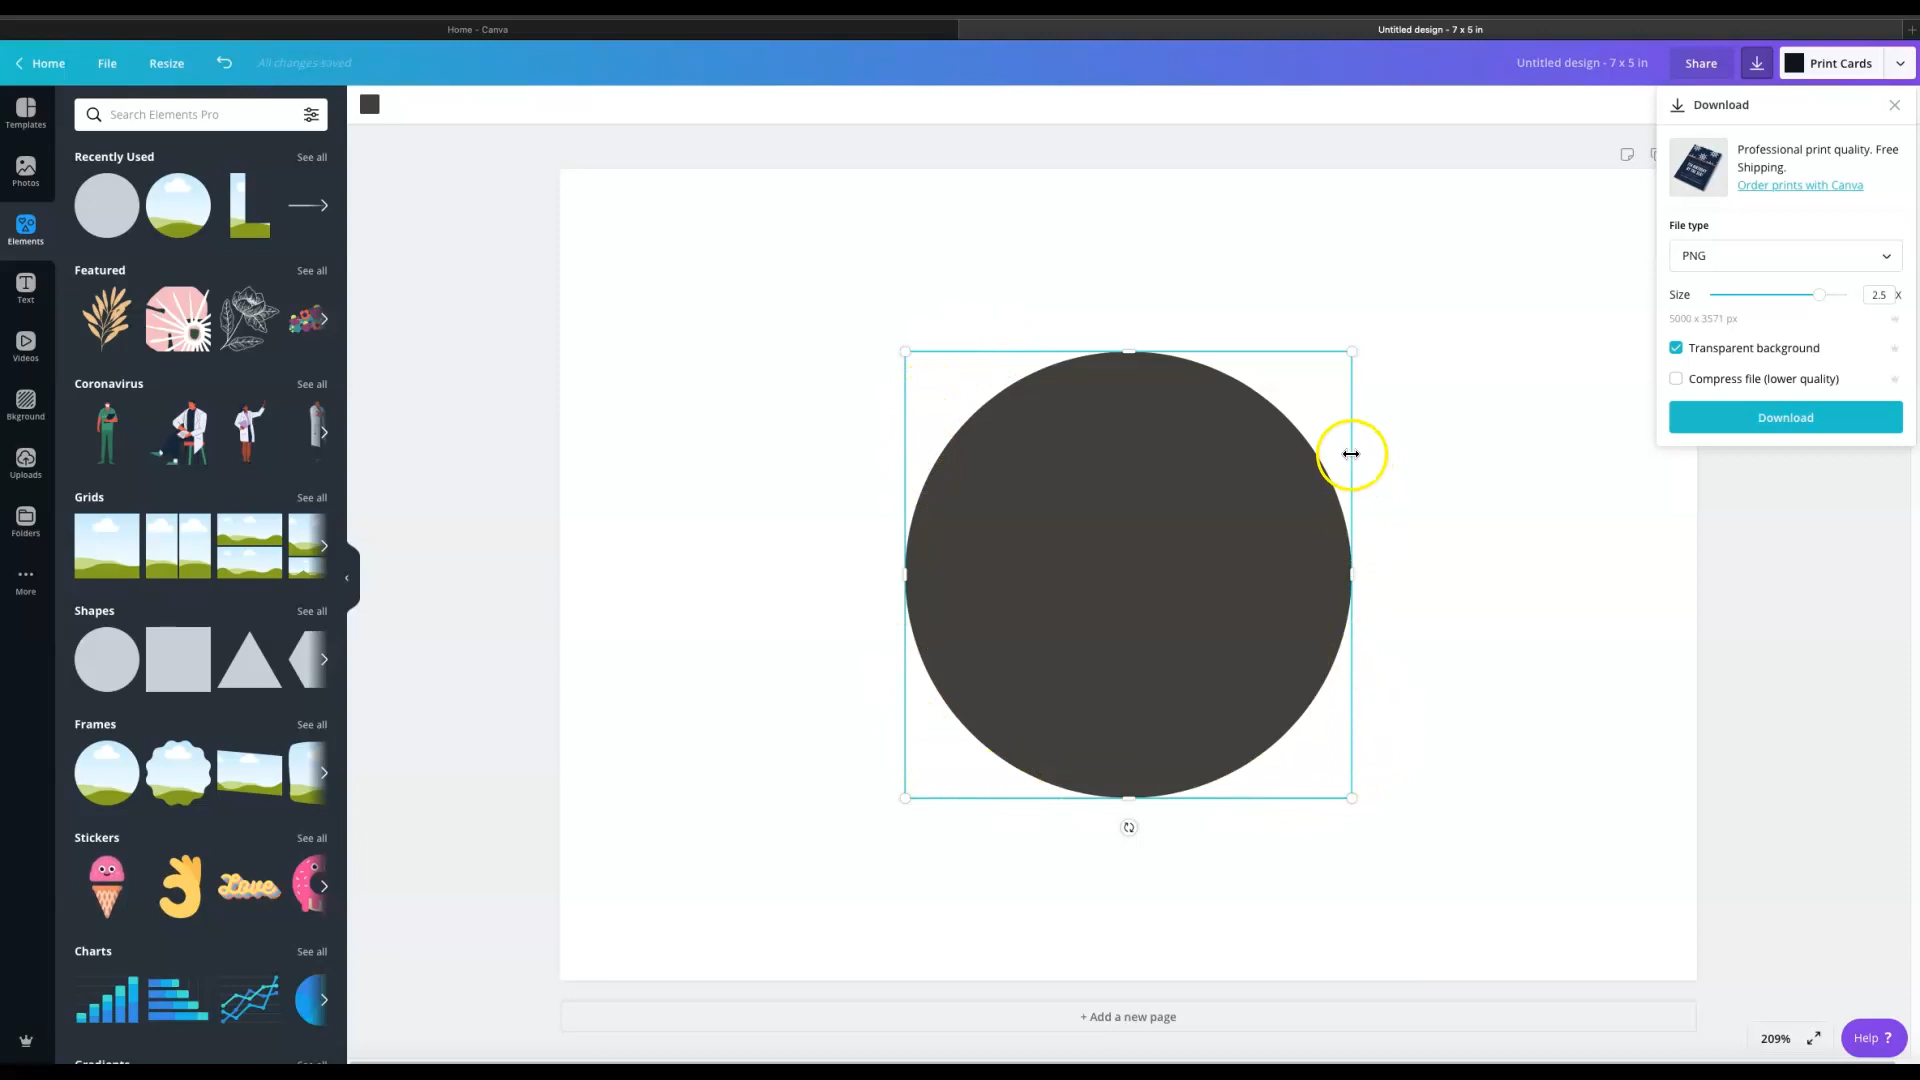 Home - Canva
Untitled design - 7 x 5 in
Home
File
Resize
All changes saved
Untitled design - 7 x 5 in
Share
Print Cards
Templates
Photos
Elements
Text
Videos
Bkground
Uploads
Folders
More
Search Elements Pro
Recently Used
See all
Featured
See all
Coronavirus
See all
Grids
See all
Shapes
See all
Frames
See all
Stickers
See all
Love
Charts
See all
Download
Professional print quality. Free
Shipping.
Order prints with Canva
File type
PNG
Size
2.5 X
5000 x 3571 px
Transparent background
Compress file (lower quality)
Download
+ Add a new page
209%
Help ?